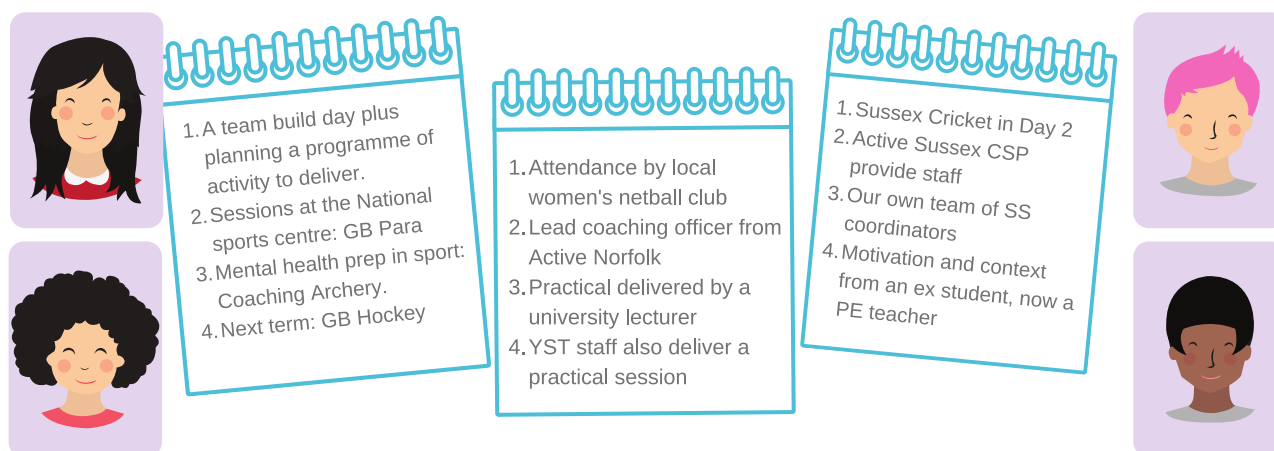 1. A team build day plus
planning a programme of
activity to deliver.
2. Sessions at the National
sports centre: GB Para
3. Mental health prep in sport:
Coaching Archery.
4. Next term: GB Hockey
1. Attendance by local
women's netball club
2. Lead coaching officer from
Active Norfolk
3. Practical delivered by a
university lecturer
4. YST staff also deliver a
practical session
1. Sussex Cricket in Day 2
2. Active Sussex CSP
provide staff
3. Our own team of SS
coordinators
4. Motivation and context
from an ex student, now a
PE teacher